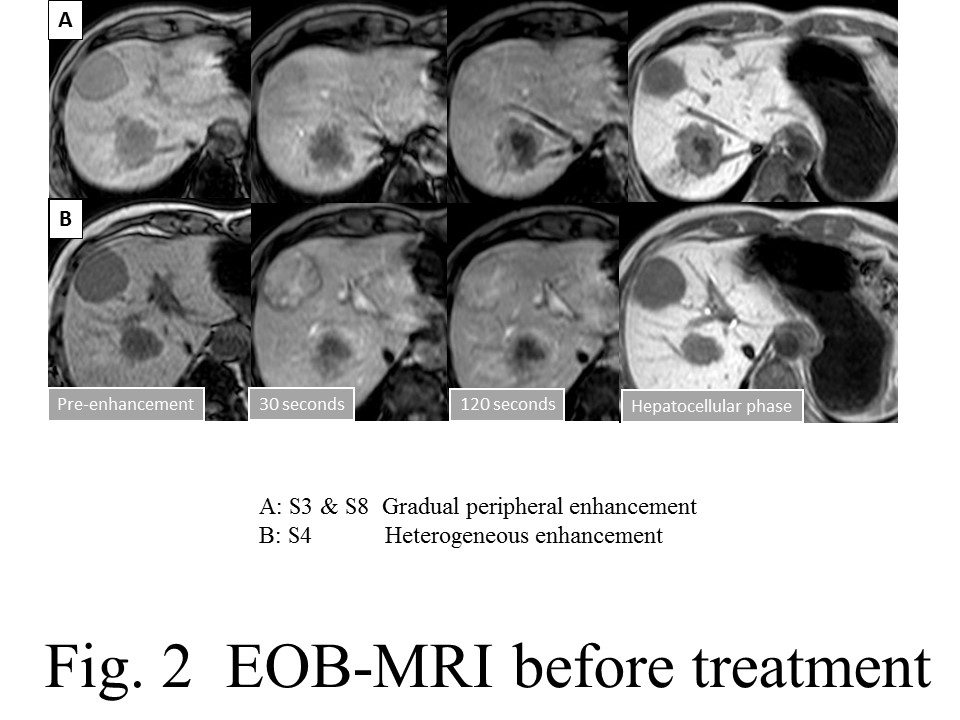 A
B
Pre-enhancement
30 seconds
120 seconds
Hepatocellular phase
A: S3 & S8 Gradual peripheral enhancement
B: S4 Heterogeneous enhancement
Fig. 2 EOB-MRI before treatment